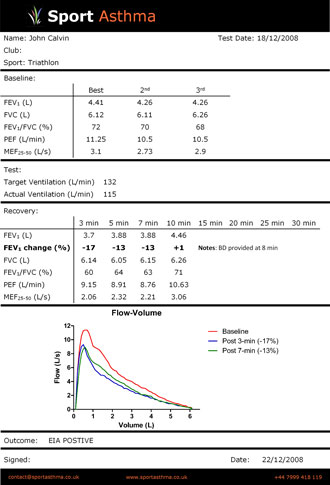 Sport Asthma
Name: John Calvin Test Date: 18/12/2008
Club:
Sport: Triathlon
Baseline:
Best 2nd 3rd
FEV1 (L) 4.41 4.26 4.26
FVC (L) 6.12 6.11 6.26
FEV1/FVC (%) 72 70 68
PEF (L/min) 11.25 10.5 10.5
MEF25-50 (L/s) 3.1 2.73 2.9
Test:
Target Ventilation (L/min) 132
Actual Ventilation (L/min) 115
Recovery:
3 min 5 min 7 min 10 min 15 min 20 min 25 min 30 min
FEV1 (L) 3.7 3.88 3.88 4.46
FEV1 change (%) -17 -13 -13 +1 Notes: BD provided at 8 min
FVC (L) 6.14 6.05 6.15 6.26
FEV1/FVC (%) 60 64 63 71
PEF (L/min) 9.15 8.91 8.76 10.63
MEF25-50 (L/s) 2.06 2.32 2.21 3.06
Flow-Volume
12
10
8
6
4
2
0
Flow (L/s)
0 1 2 3 4 5 6
Volume (L)
Baseline
Post 3-min (-17%)
Post 7-min (-13%)
Outcome: EIA POSTIVE
Signed: Date: 22/12/2008
contact@sportasthma.co.uk www.sportasthma.co.uk